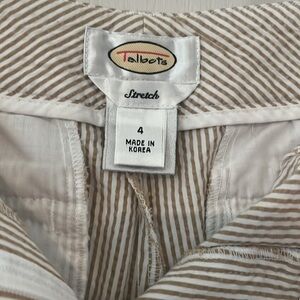 Talbots
Stretch
4
MADE IN
KOREA